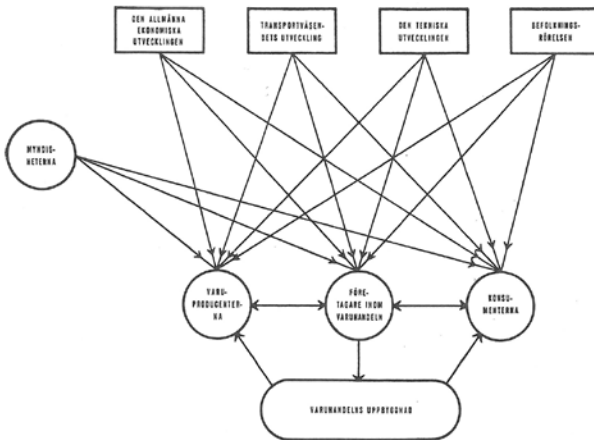 DEN ALLMÄNNA
EKONOMISKA
UTVECKLINGEN
TRANSPORTVÄSEN-
DETS UTVECKLING
DEN TEKNISKA
UTVECKLINGEN
BEFOLKNINGS-
RÖRELSEN
MYNDIG-
HETERNA
VARU-
PRODUCENTER-
NA
FÖRE-
TAGARE INOM
VARUHANDELN
KONSU-
MENTERNA
VARUHANDELNS UPPBYGGNAD